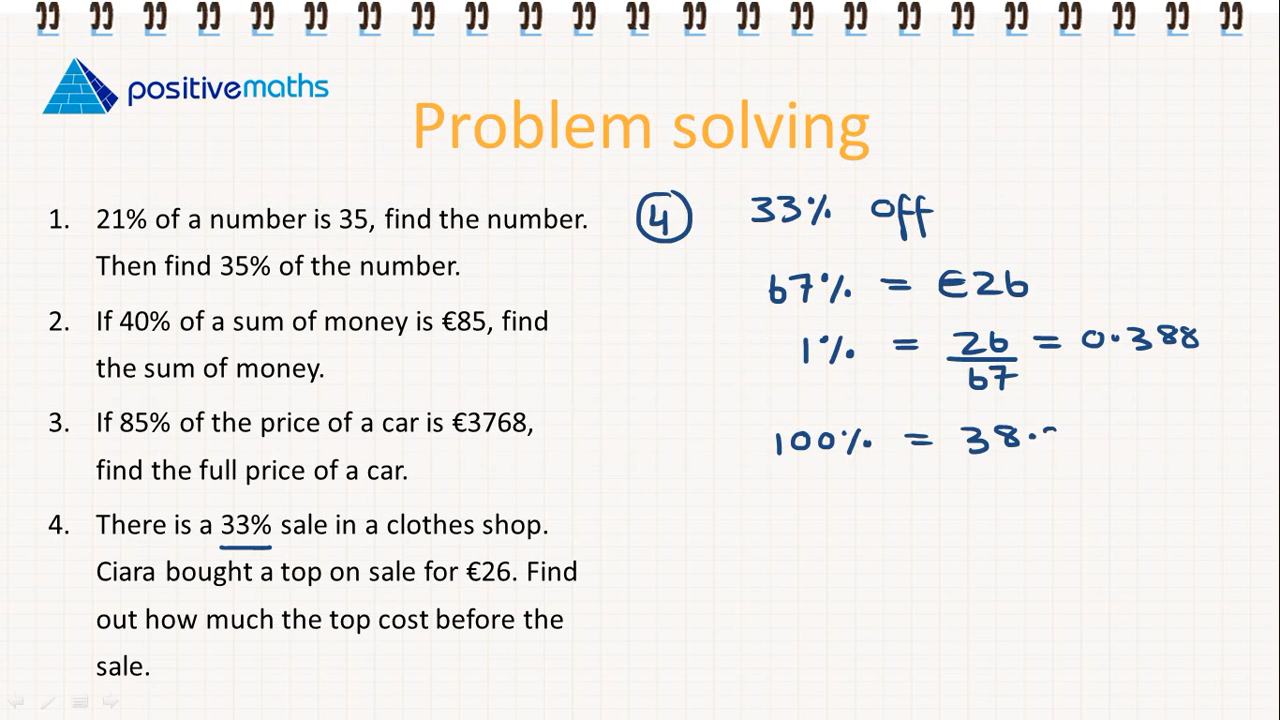 positivemaths
Problem solving
1. 21% of a number is 35, find the number.
Then find 35% of the number.
2. If 40% of a sum of money is €85, find
the sum of money.
3. If 85% of the price of a car is €3768,
find the full price of a car.
4. There is a 33% sale in a clothes shop.
Ciara bought a top on sale for €26. Find
out how much the top cost before the
sale.
4 33% off
67% = €26
1% = 26/67 = 0.388
100% = 38.